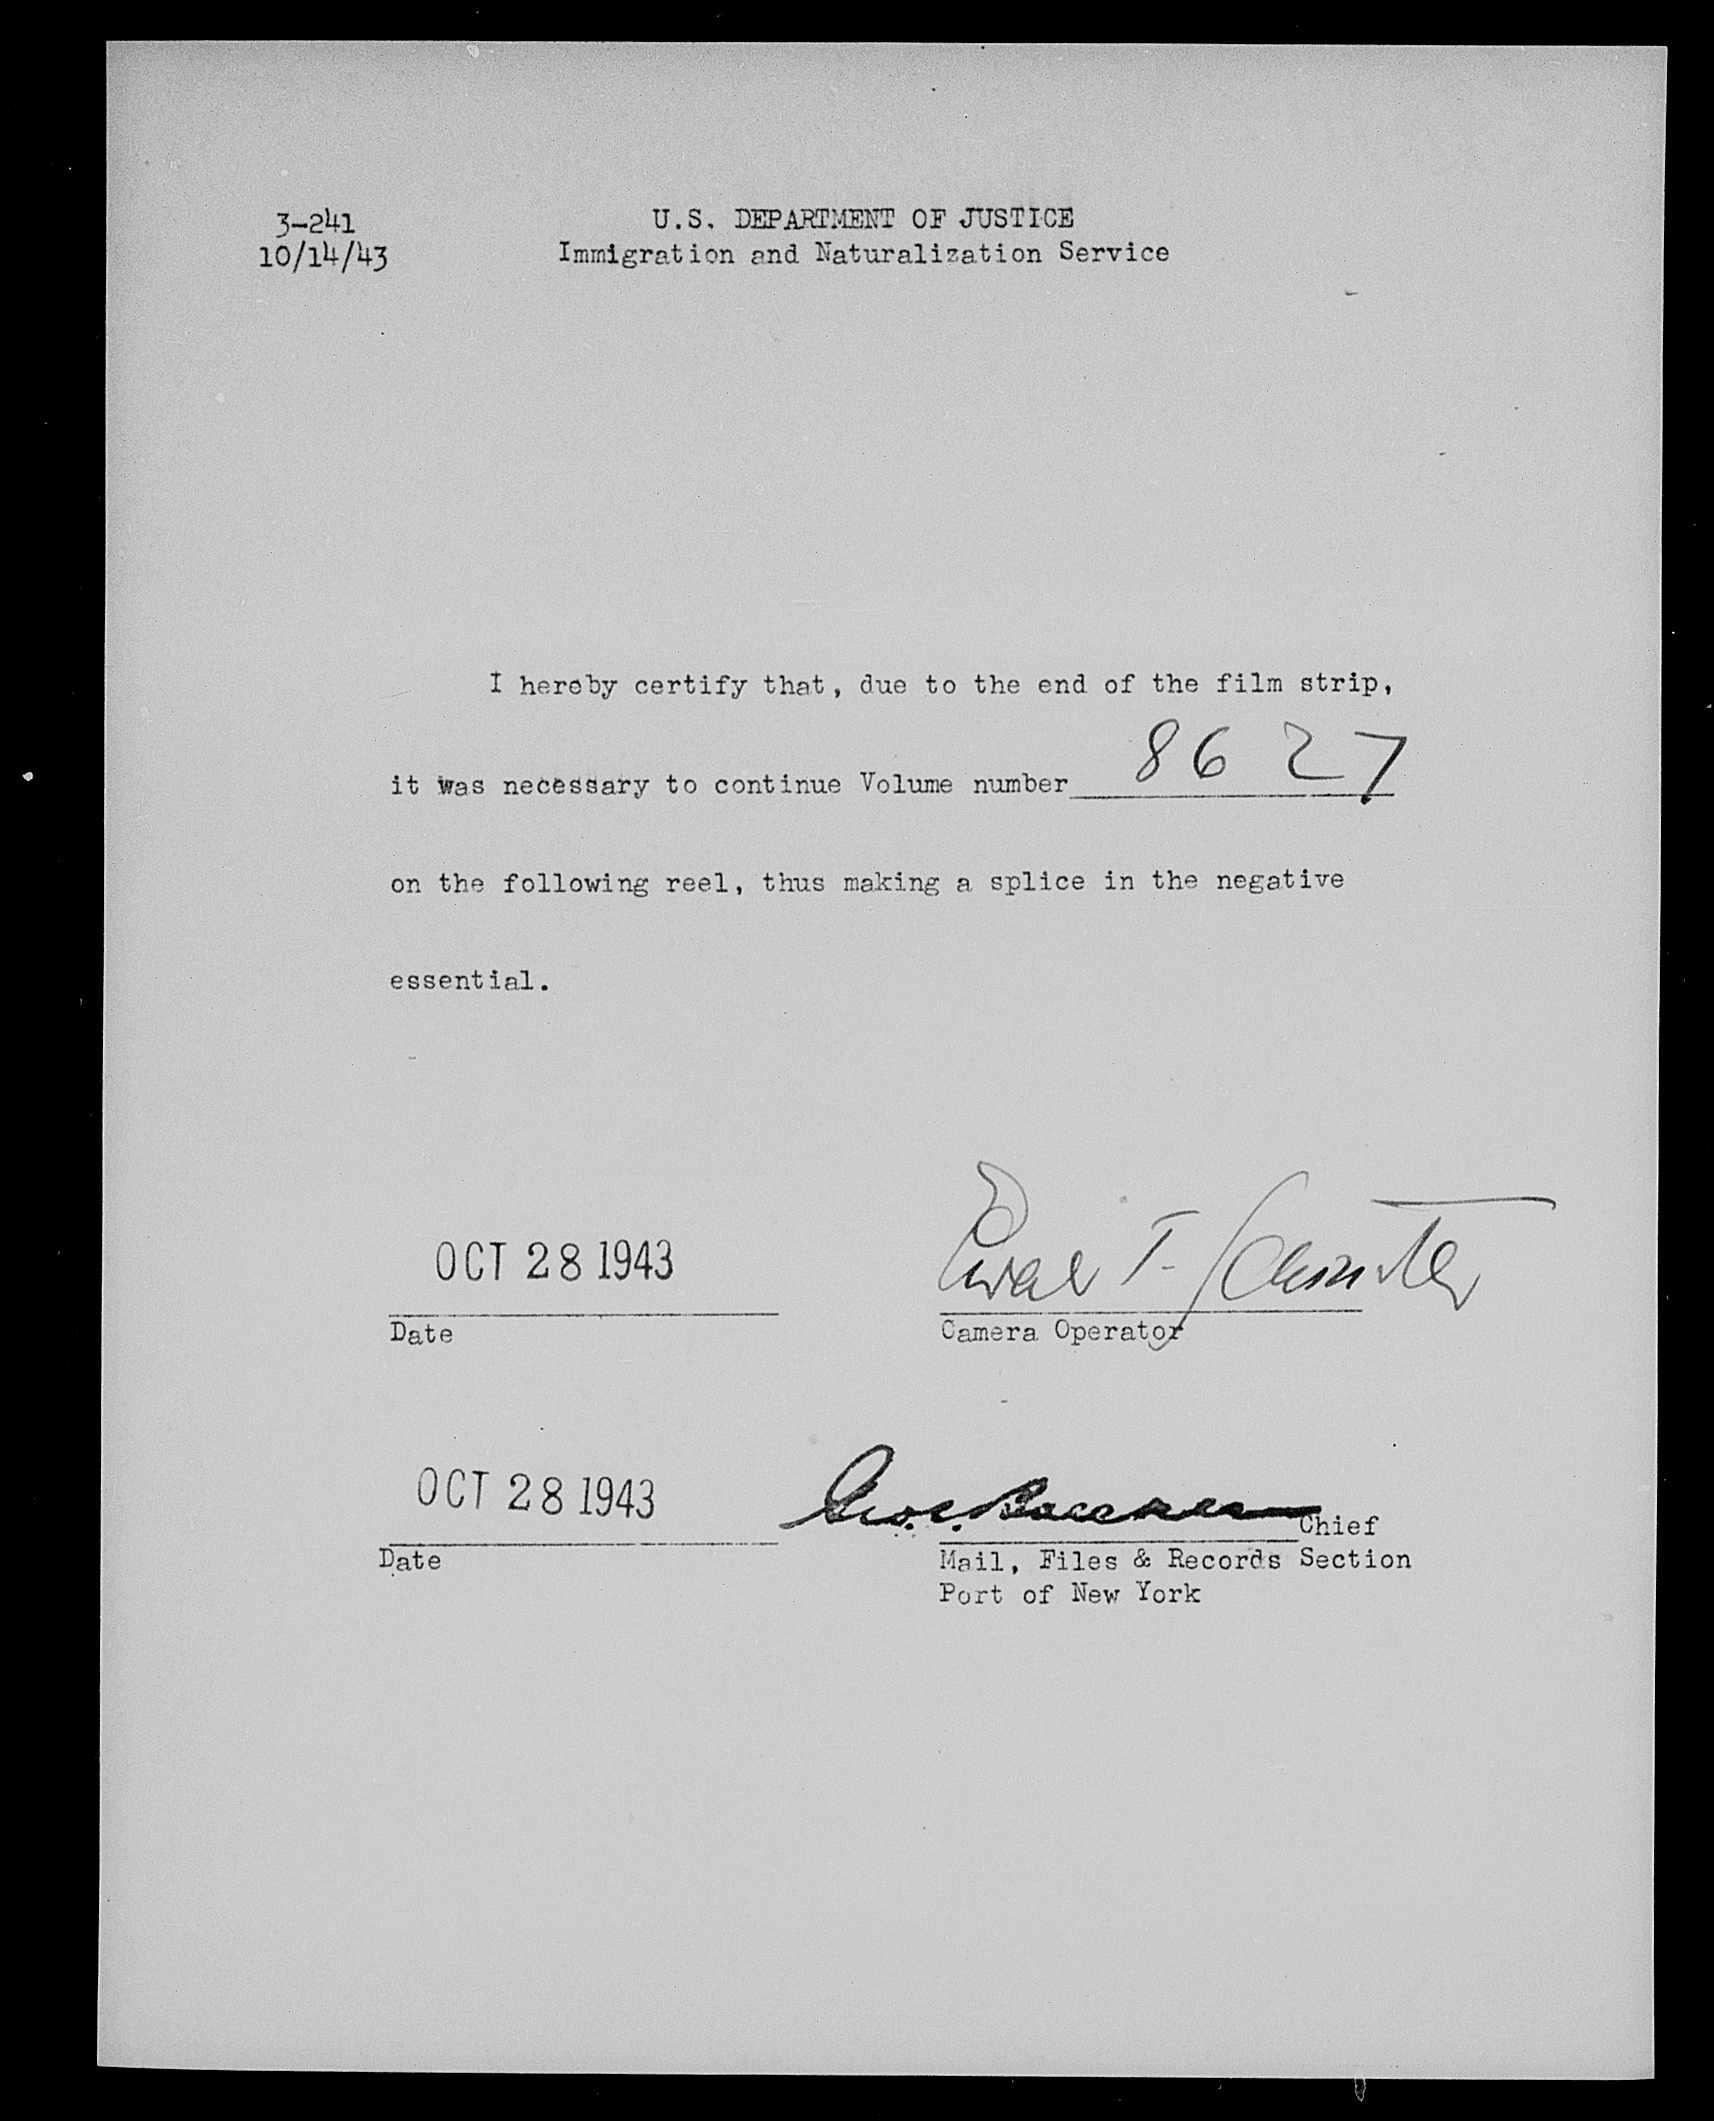 3-241
10/14/43
U.S. DEPARTMENT OF JUSTICE
Immigration and Naturalization Service
I hereby certify that, due to the end of the film strip,
it was necessary to continue Volume number 8627
on the following reel, thus making a splice in the negative
essential.
OCT 28 1943
Date
T.
Camera Operator
OCT 28 1943
Date
Geo. Chief
Mail, Files & Records Section
Port of New York